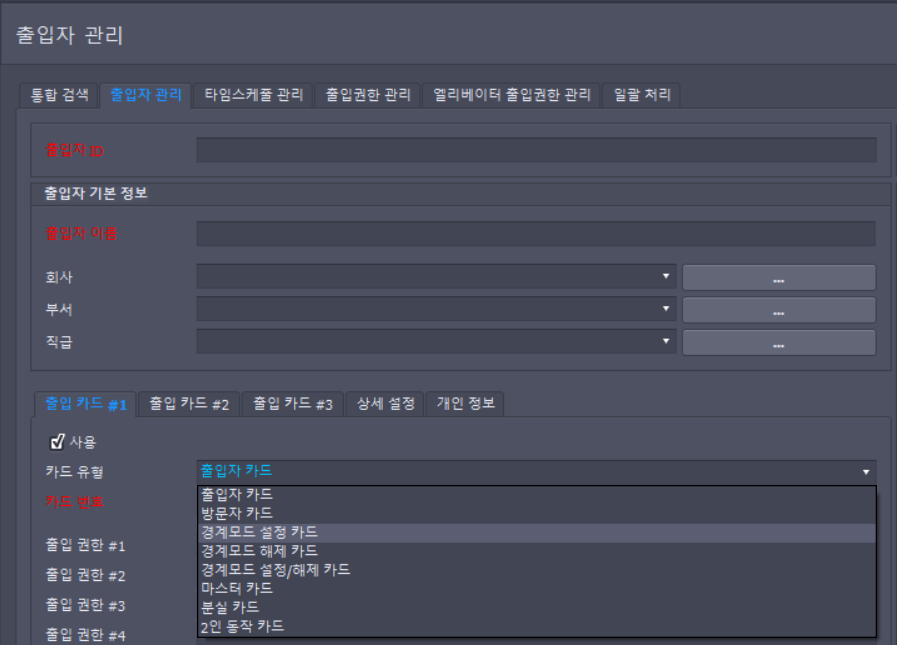 출입자 관리
통합 검색 출입자 관리 타임스케줄 관리 출입권한 관리 엘리베이터 출입권한 관리 일괄 처리
출입자 ID
출입자 기본 정보
출입자 이름
회사 ...
부서 ...
직급 ...
출입 카드 #1 출입 카드 #2 출입 카드 #3 상세 설정 개인 정보
사용
카드 유형 출입자 카드
카드 번호
출입자 카드
방문자 카드
경계모드 설정 카드
경계모드 해제 카드
경계모드 설정/해제 카드
마스터 카드
분실 카드
2인 동작 카드
출입 권한 #1
출입 권한 #2
출입 권한 #3
출입 권한 #4